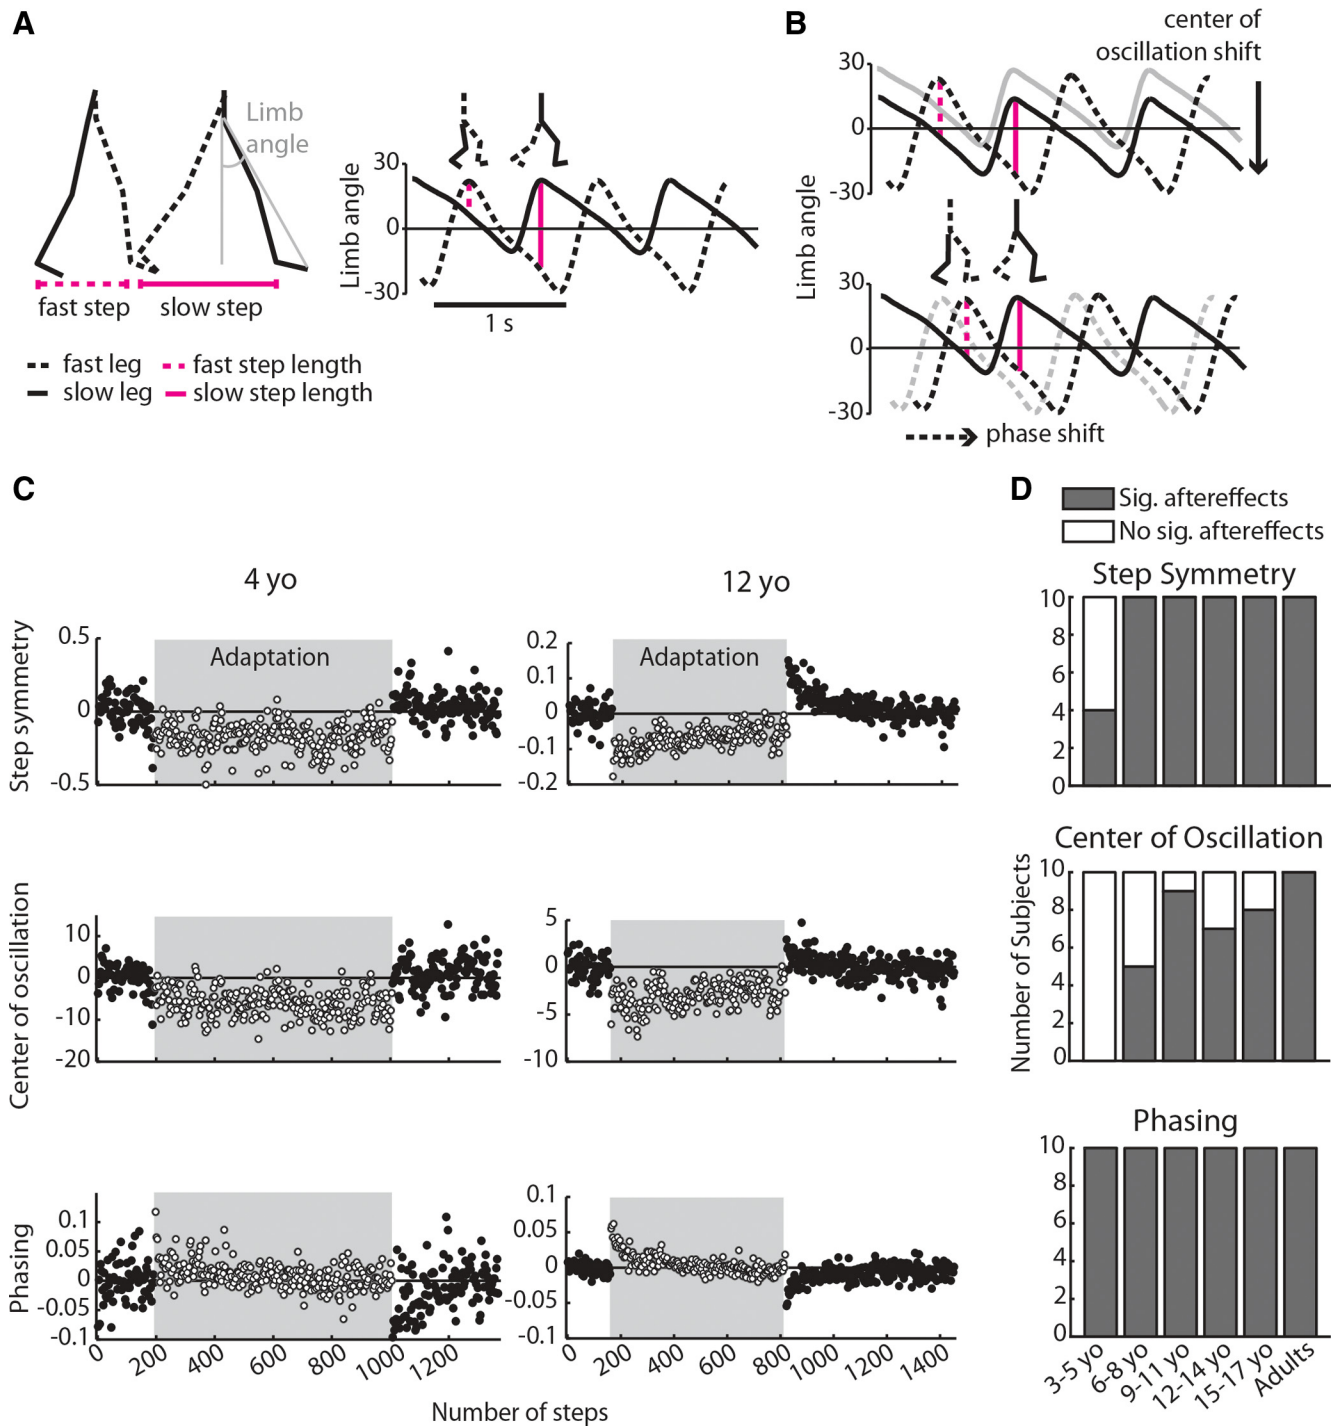 A
Limb
angle
fast step
slow step
fast leg
fast step length
slow leg
slow step length
Limb angle
30
0
-30
1 s
B
center of
oscillation shift
Limb angle
30
0
-30
30
0
-30
phase shift
C
4 yo
12 yo
Step symmetry
0.5
0
-0.5
Adaptation
0.2
0.1
0
-0.1
-0.2
Adaptation
Center of oscillation
10
0
-10
-20
5
0
-5
-10
Phasing
0.1
0.05
0
-0.05
-0.1
0.1
0.05
0
-0.05
-0.1
0 200 400 600 800 1000 1200
0 200 400 600 800 1000 1200 1400
Number of steps
D
Sig. aftereffects
No sig. aftereffects
Step Symmetry
10
8
6
4
2
0
Center of Oscillation
Number of Subjects
10
8
6
4
2
0
Phasing
10
8
6
4
2
0
3-5 yo
6-8 yo
9-11 yo
12-14 yo
15-17 yo
Adults